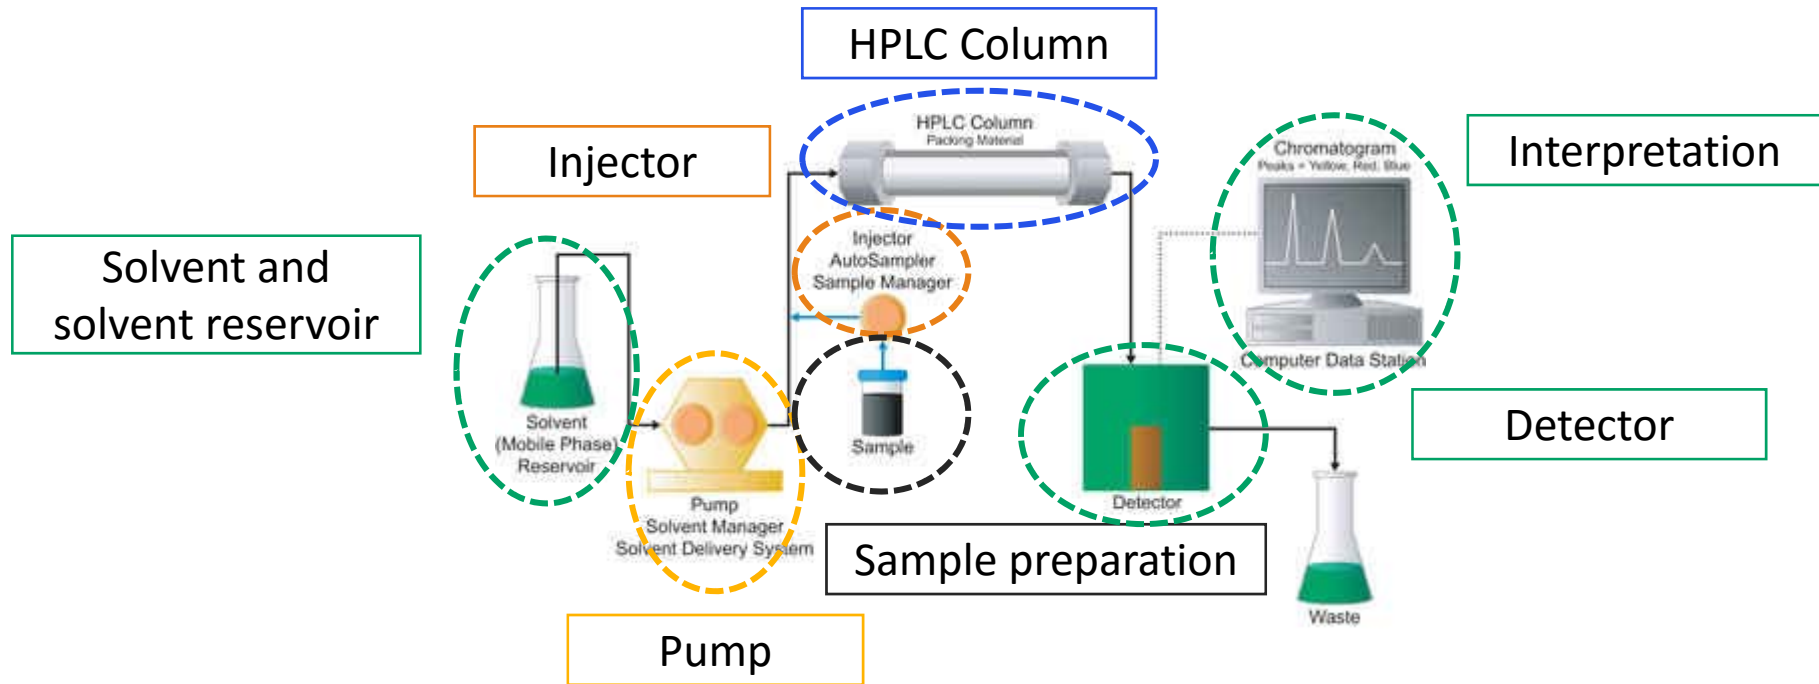 HPLC Column
HPLC Column
Packing Material
Injector
Interpretation
Chromatogram
Peaks = Yellow, Red, Blue
Solvent and
solvent reservoir
Injector
AutoSampler
Sample Manager
Computer Data Station
Solvent
(Mobile Phase)
Reservoir
Sample
Detector
Detector
Pump
Solvent Manager
Solvent Delivery System
Sample preparation
Waste
Pump